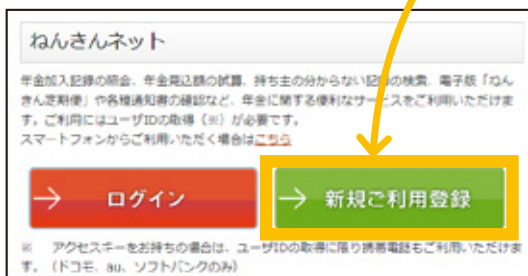 ねんきんネット
年金加入記録の照会、年金見込額の試算、持ち主の分からない記録の検索、電子版「ねん
きん定期便」や各種通知書の確認など、年金に関する便利なサービスをご利用いただけま
す。ご利用にはユーザIDの取得（※）が必要です。
スマートフォンからご利用いただく場合はこちら
→ ログイン
→ 新規ご利用登録
※ アクセスキーをお持ちの場合は、ユーザIDの取得に限り携帯電話もご利用いただけま
す。（ドコモ、au、ソフトバンクのみ）